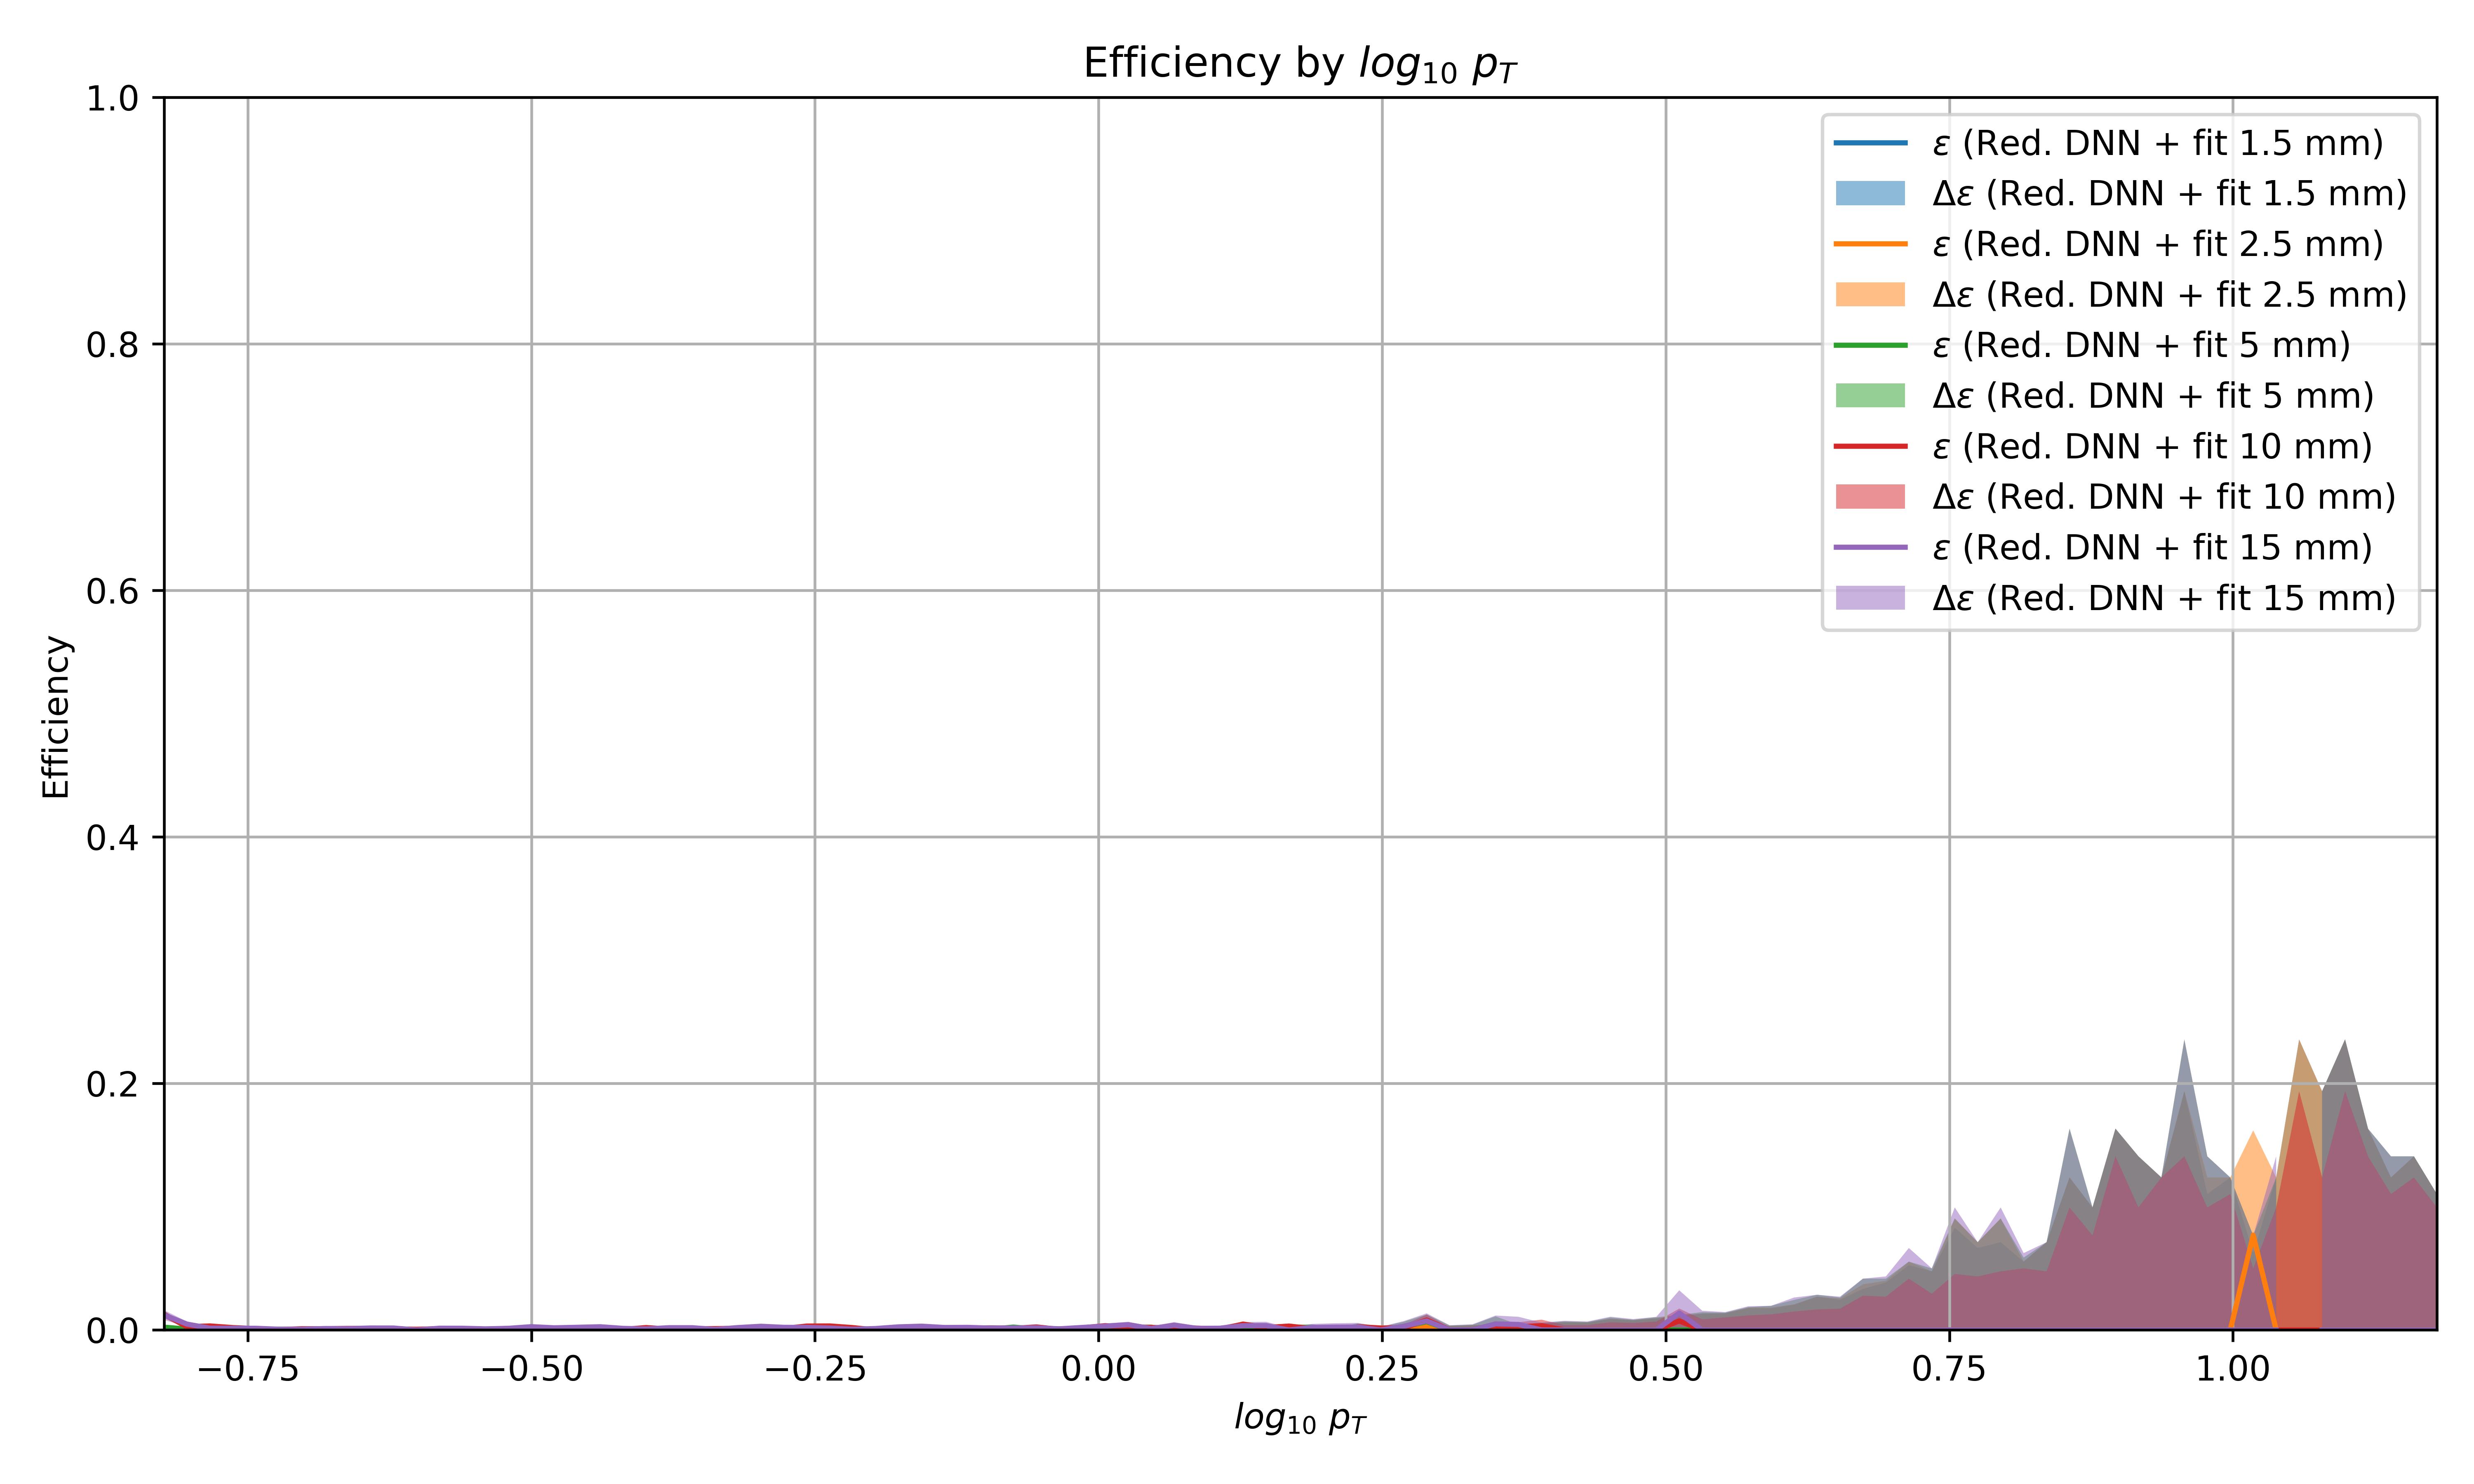 Efficiency by log₁₀ p_T
1.0
0.8
0.6
0.4
0.2
0.0
Efficiency
ε (Red. DNN + fit 1.5 mm)
Δε (Red. DNN + fit 1.5 mm)
ε (Red. DNN + fit 2.5 mm)
Δε (Red. DNN + fit 2.5 mm)
ε (Red. DNN + fit 5 mm)
Δε (Red. DNN + fit 5 mm)
ε (Red. DNN + fit 10 mm)
Δε (Red. DNN + fit 10 mm)
ε (Red. DNN + fit 15 mm)
Δε (Red. DNN + fit 15 mm)
−0.75 −0.50 −0.25 0.00 0.25 0.50 0.75 1.00
log₁₀ p_T